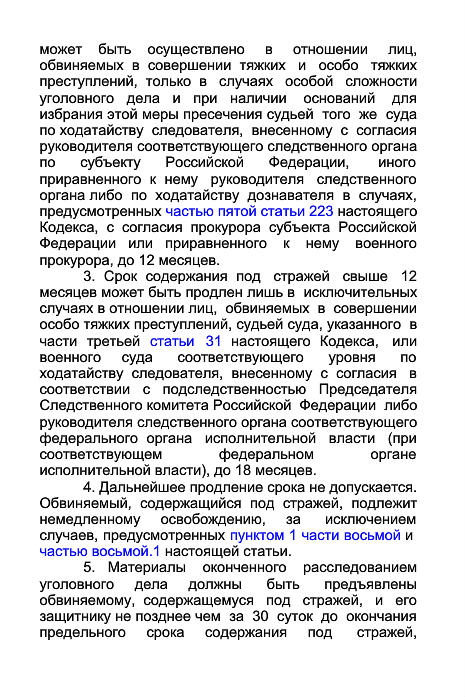 может быть осуществлено в отношении лиц,
обвиняемых в совершении тяжких и особо тяжких
преступлений, только в случаях особой сложности
уголовного дела и при наличии оснований для
избрания этой меры пресечения судьей того же суда
по ходатайству следователя, внесенному с согласия
руководителя соответствующего следственного органа
по субъекту Российской Федерации, иного
приравненного к нему руководителя следственного
органа либо по ходатайству дознавателя в случаях,
предусмотренных частью пятой статьи 223 настоящего
Кодекса, с согласия прокурора субъекта Российской
Федерации или приравненного к нему военного
прокурора, до 12 месяцев.
3. Срок содержания под стражей свыше 12
месяцев может быть продлен лишь в исключительных
случаях в отношении лиц, обвиняемых в совершении
особо тяжких преступлений, судьей суда, указанного в
части третьей статьи 31 настоящего Кодекса, или
военного суда соответствующего уровня по
ходатайству следователя, внесенному с согласия в
соответствии с подследственностью Председателя
Следственного комитета Российской Федерации либо
руководителя следственного органа соответствующего
федерального органа исполнительной власти (при
соответствующем федеральном органе
исполнительной власти), до 18 месяцев.
4. Дальнейшее продление срока не допускается.
Обвиняемый, содержащийся под стражей, подлежит
немедленному освобождению, за исключением
случаев, предусмотренных пунктом 1 части восьмой и
частью восьмой.1 настоящей статьи.
5. Материалы оконченного расследованием
уголовного дела должны быть предъявлены
обвиняемому, содержащемуся под стражей, и его
защитнику не позднее чем за 30 суток до окончания
предельного срока содержания под стражей,